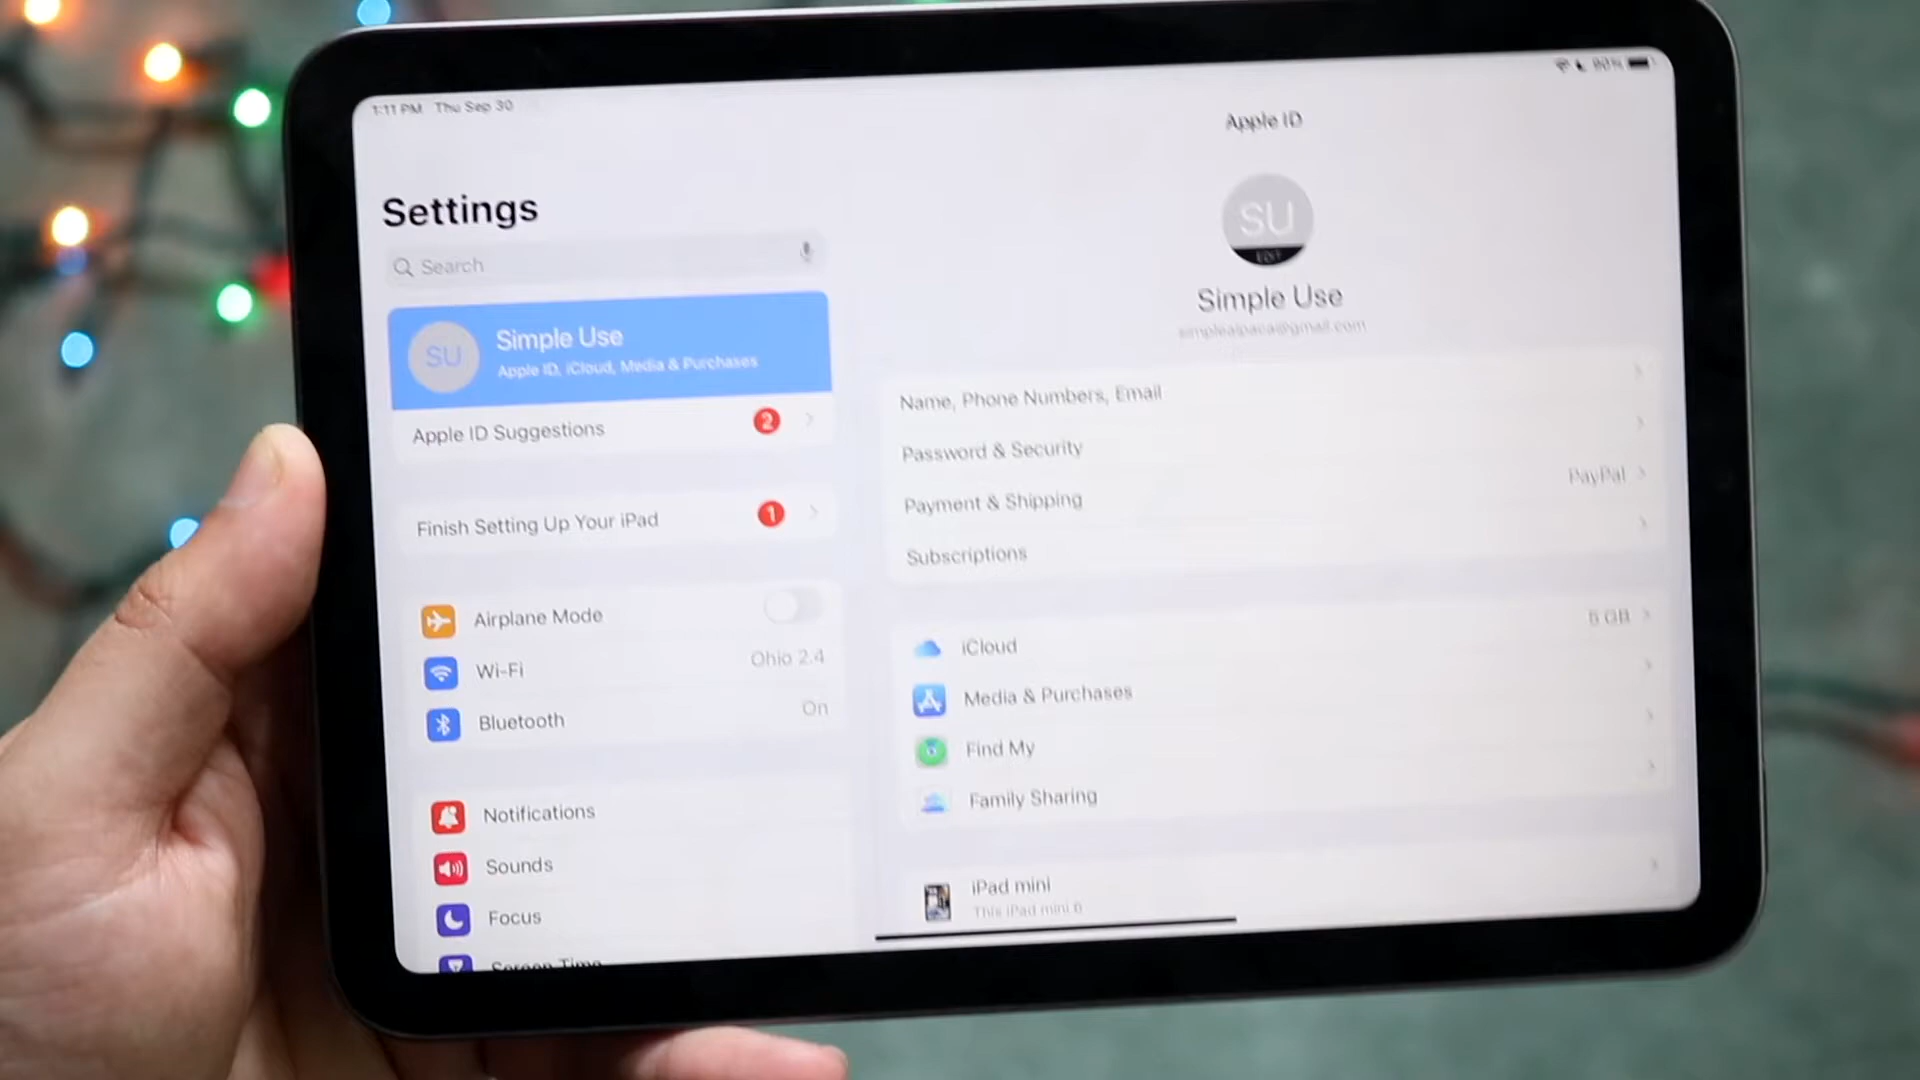 1:11 PM Thu Sep 30
90%
Settings
Search
SU
Simple Use
Apple ID, iCloud, Media & Purchases
Apple ID Suggestions 2
Finish Setting Up Your iPad 1
Airplane Mode
Wi-Fi Ohio 2.4
Bluetooth On
Notifications
Sounds
Focus
Screen Time
Apple ID
SU
EDIT
Simple Use
simplealpaca@gmail.com
Name, Phone Numbers, Email
Password & Security
Payment & Shipping PayPal
Subscriptions
iCloud 5 GB
Media & Purchases
Find My
Family Sharing
iPad mini
This iPad mini 6